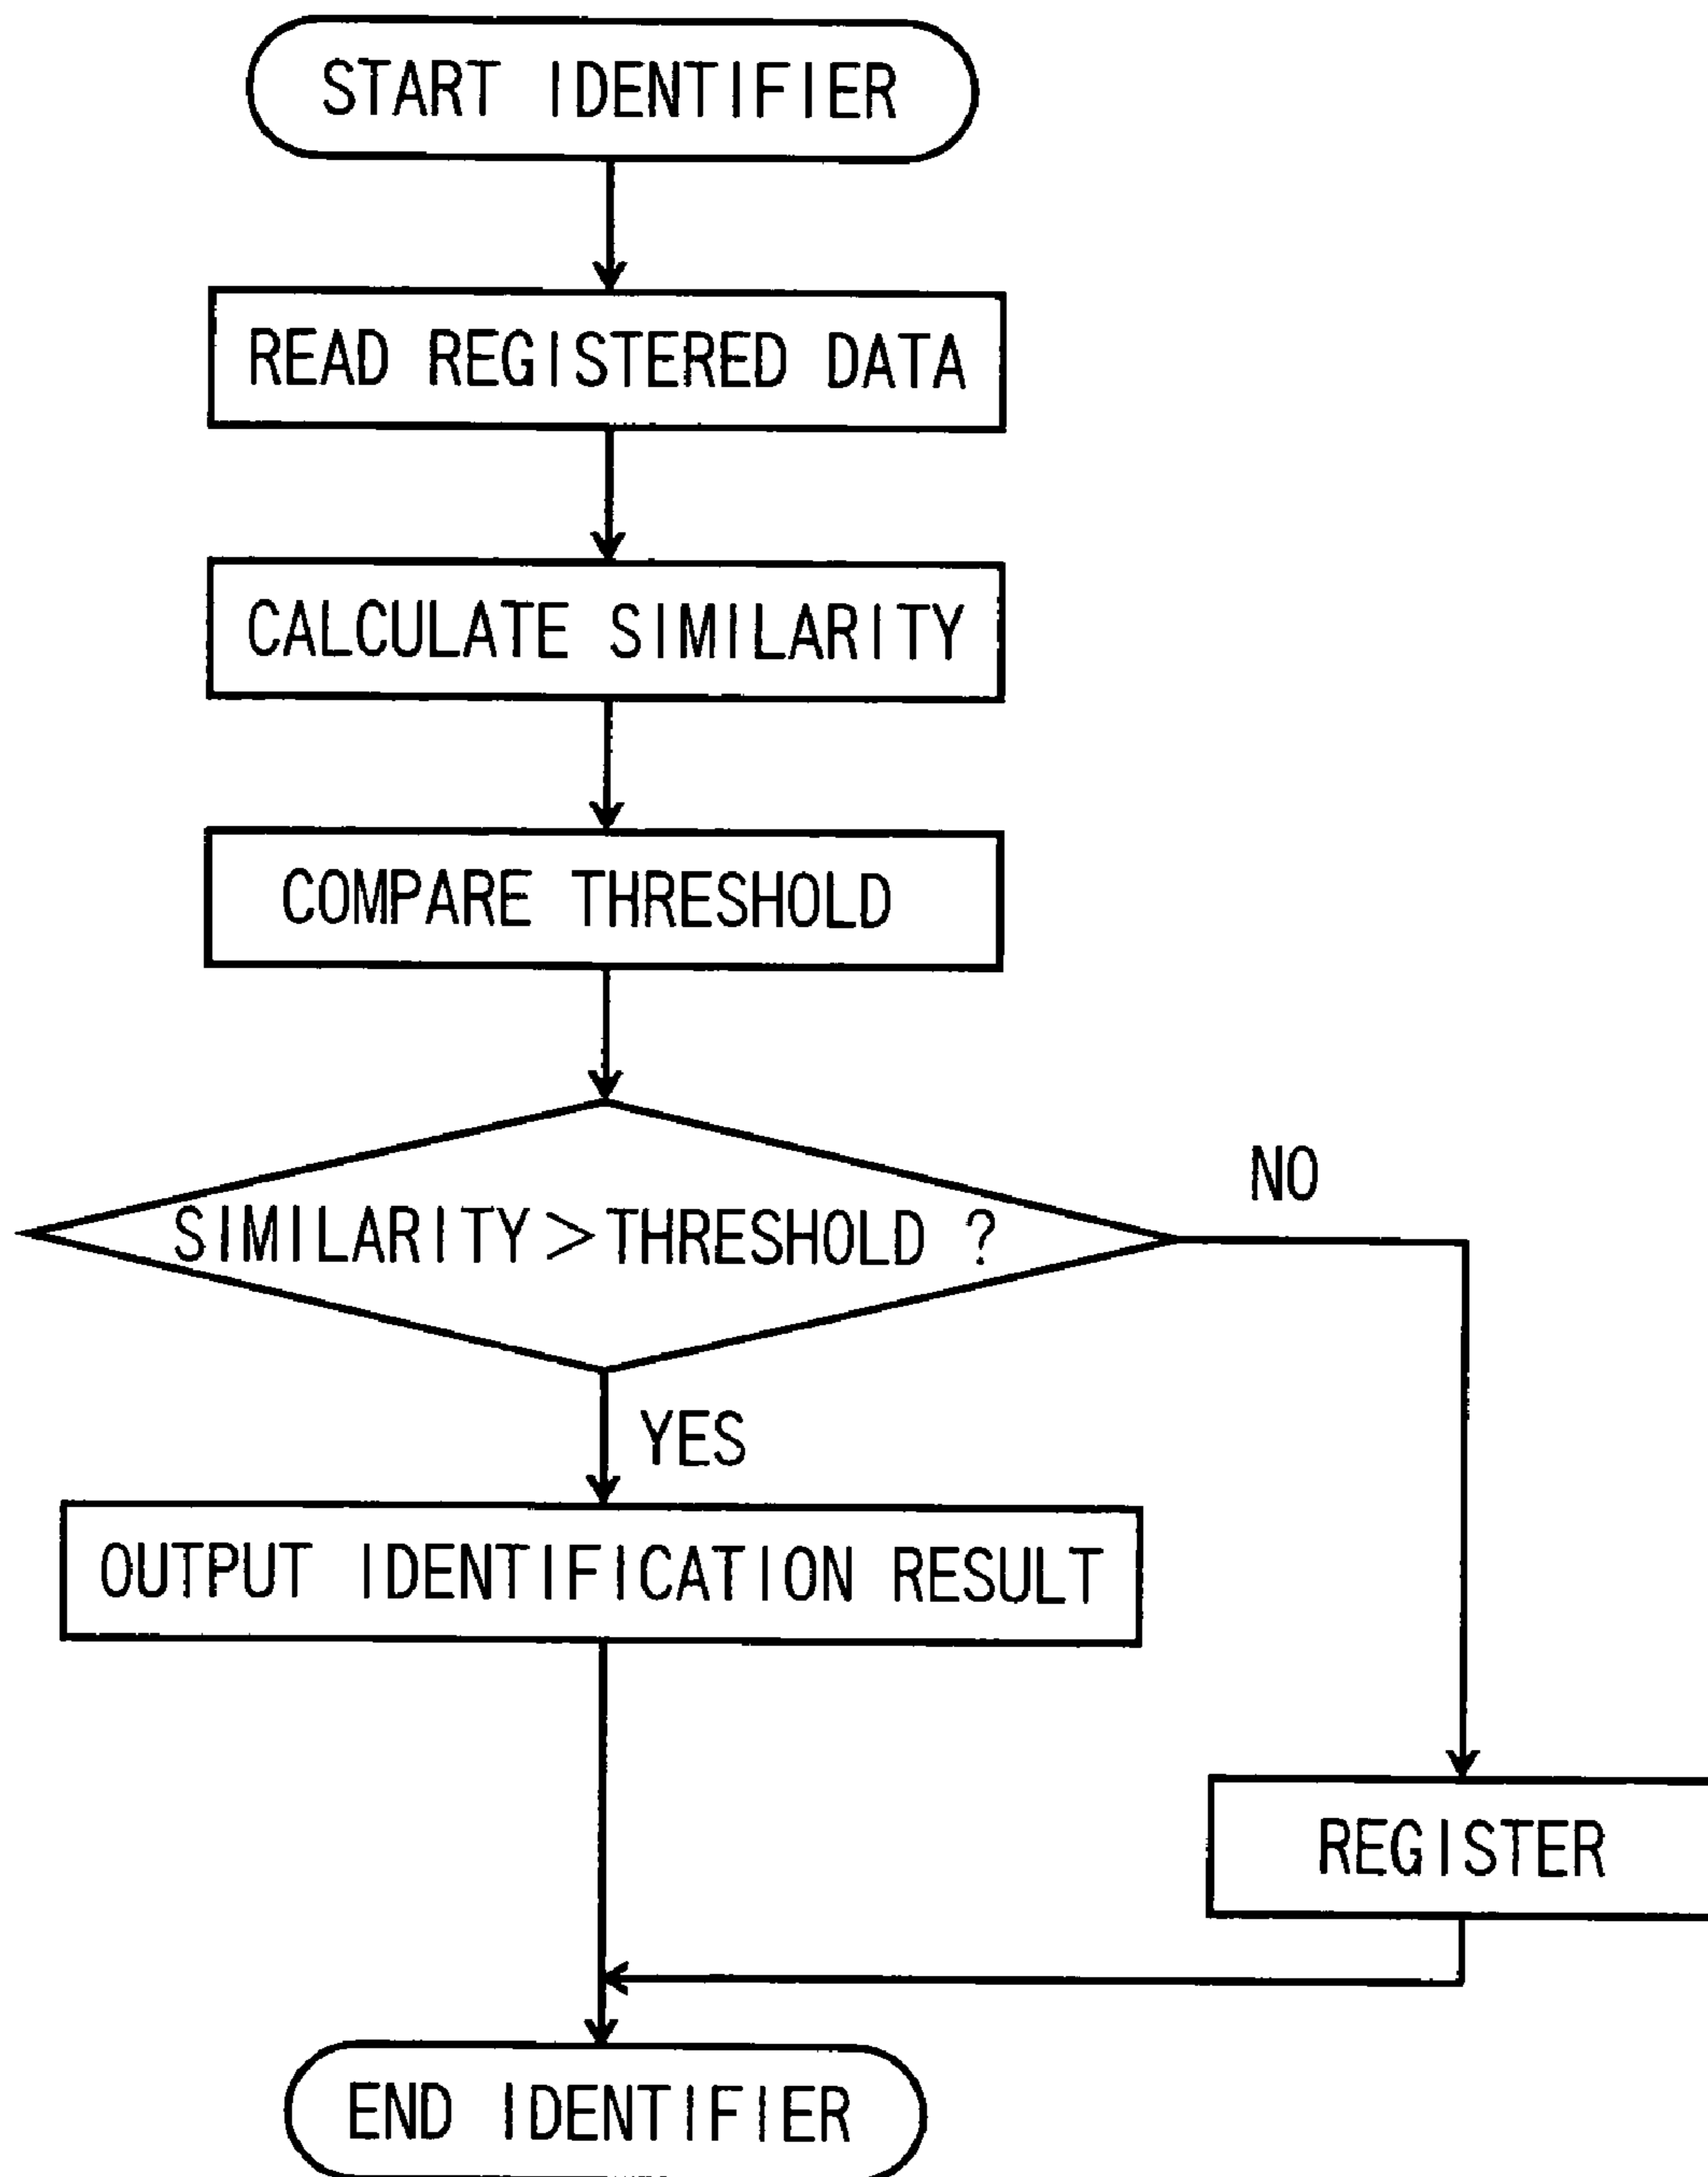 START IDENTIFIER
READ REGISTERED DATA
CALCULATE SIMILARITY
COMPARE THRESHOLD
SIMILARITY>THRESHOLD ?
NO
YES
OUTPUT IDENTIFICATION RESULT
REGISTER
END IDENTIFIER